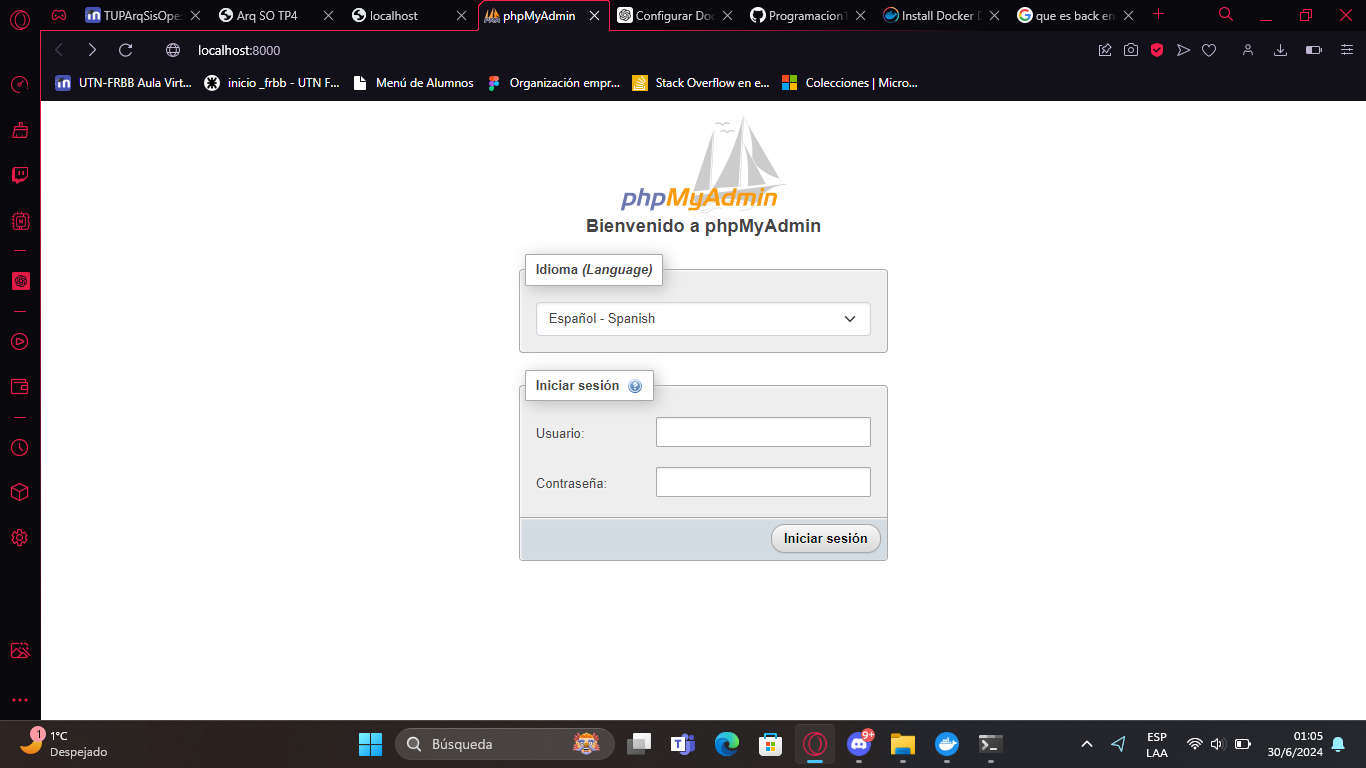 TUPArqSisOpe
Arq SO TP4
localhost
phpMyAdmin
Configurar Doc
Programacion1
Install Docker D
que es back en
localhost:8000
UTN-FRBB Aula Virt...
inicio _frbb - UTN F...
Menú de Alumnos
Organización empr...
Stack Overflow en e...
Colecciones | Micro...
phpMyAdmin
Bienvenido a phpMyAdmin
Idioma (Language)
Español - Spanish
Iniciar sesión
Usuario:
Contraseña:
Iniciar sesión
1
1°C
Despejado
Búsqueda
9+
ESP
LAA
01:05
30/6/2024